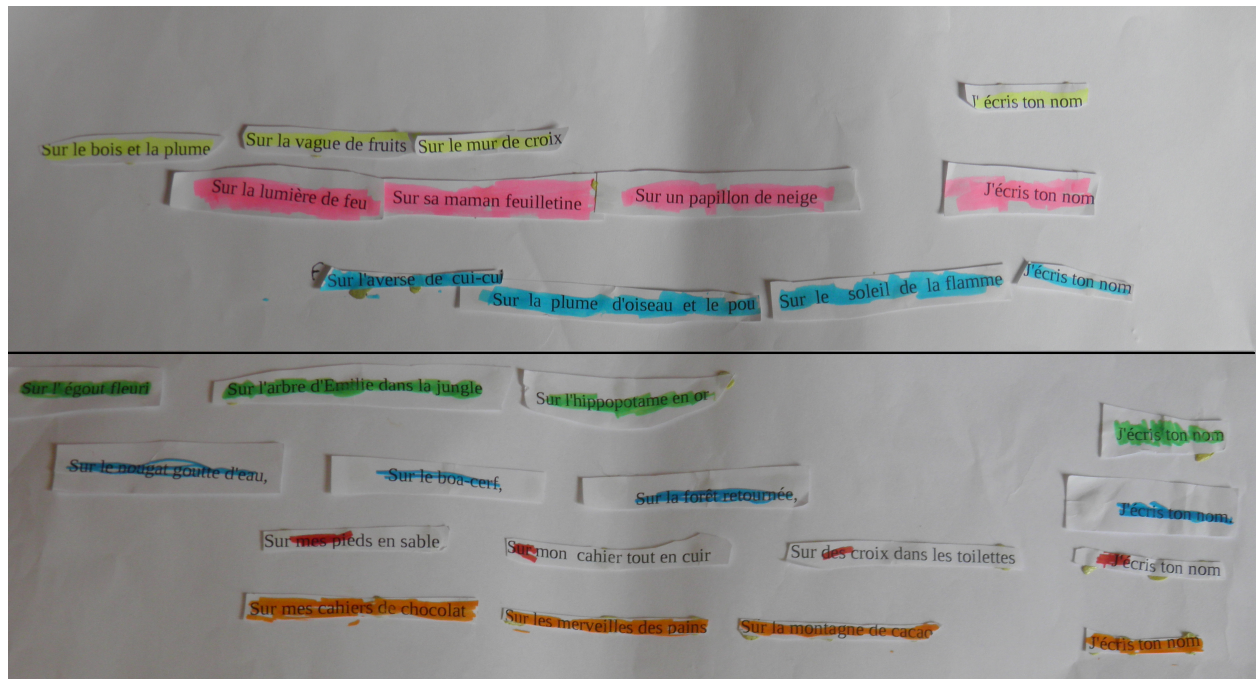 J' écris ton nom
Sur le bois et la plume Sur la vague de fruits Sur le mur de croix
Sur la lumière de feu Sur sa maman feuilletine Sur un papillon de neige J'écris ton nom
Sur l'averse de cui-cui Sur la plume d'oiseau et le pou Sur le soleil de la flamme J'écris ton nom
Sur l' égout fleuri Sur l'arbre d'Emilie dans la jungle Sur l'hippopotame en or J'écris ton nom
Sur le nougat goutte d'eau, Sur le boa-cerf, Sur la forêt retournée, J'écris ton nom.
Sur mes pieds en sable Sur mon cahier tout en cuir Sur des croix dans les toilettes J'écris ton nom
Sur mes cahiers de chocolat Sur les merveilles des pains Sur la montagne de cacao J'écris ton nom